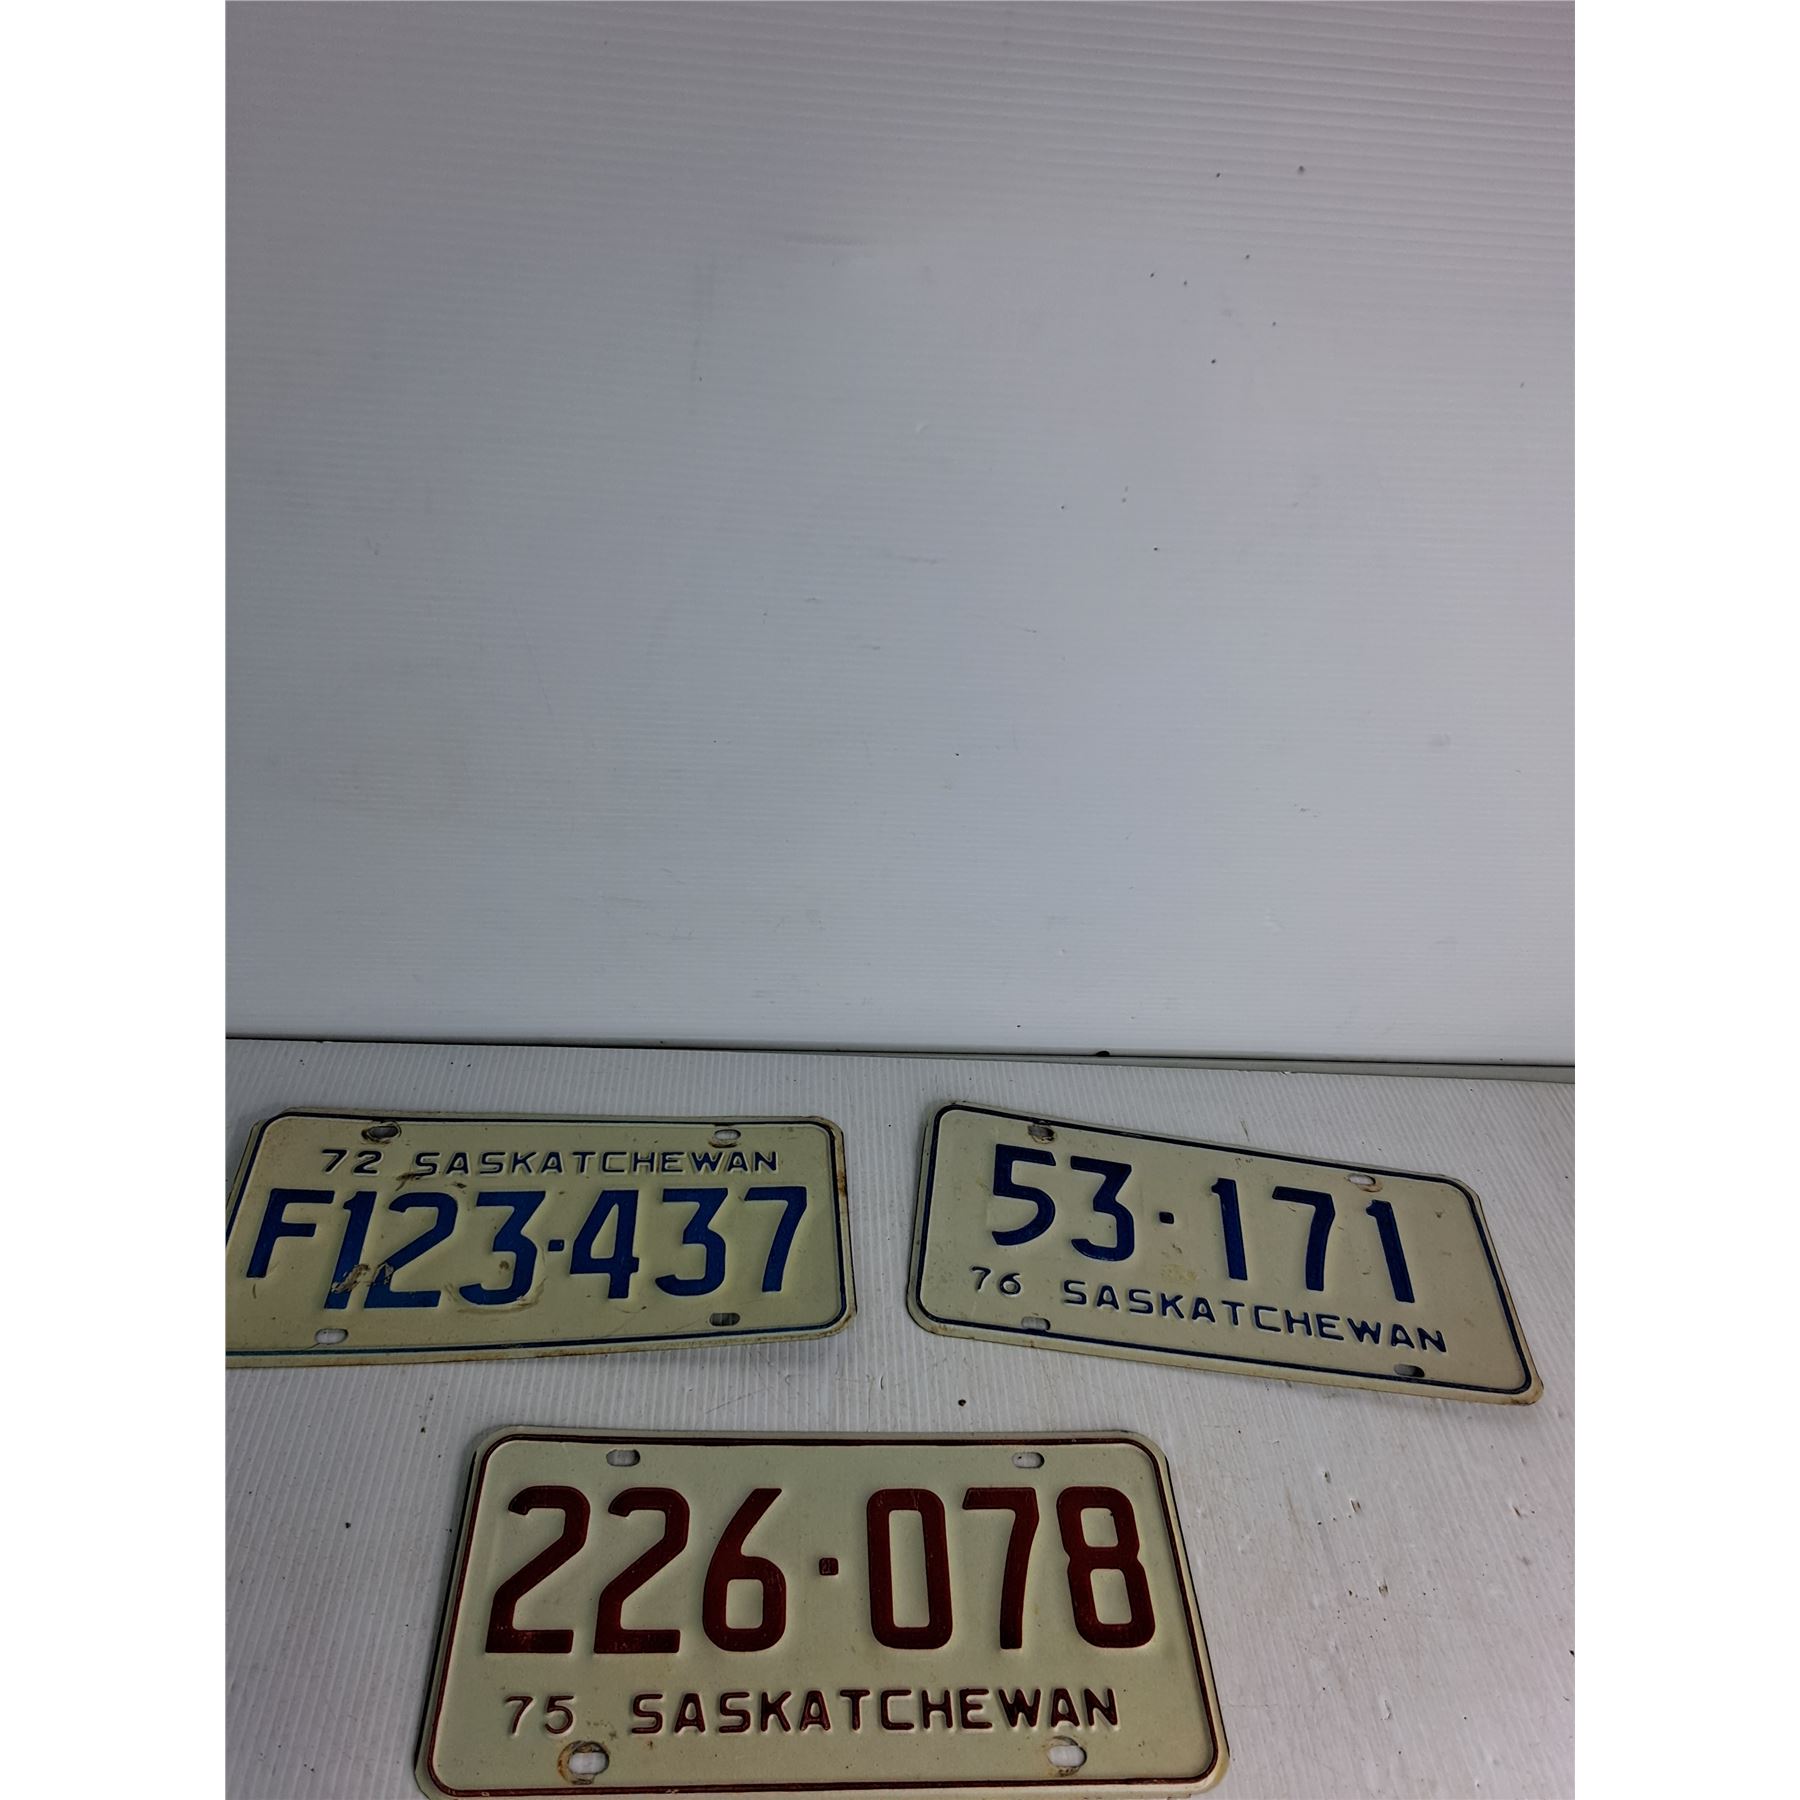 72 SASKATCHEWAN
F123·437
53·171
76 SASKATCHEWAN
226·078
75 SASKATCHEWAN